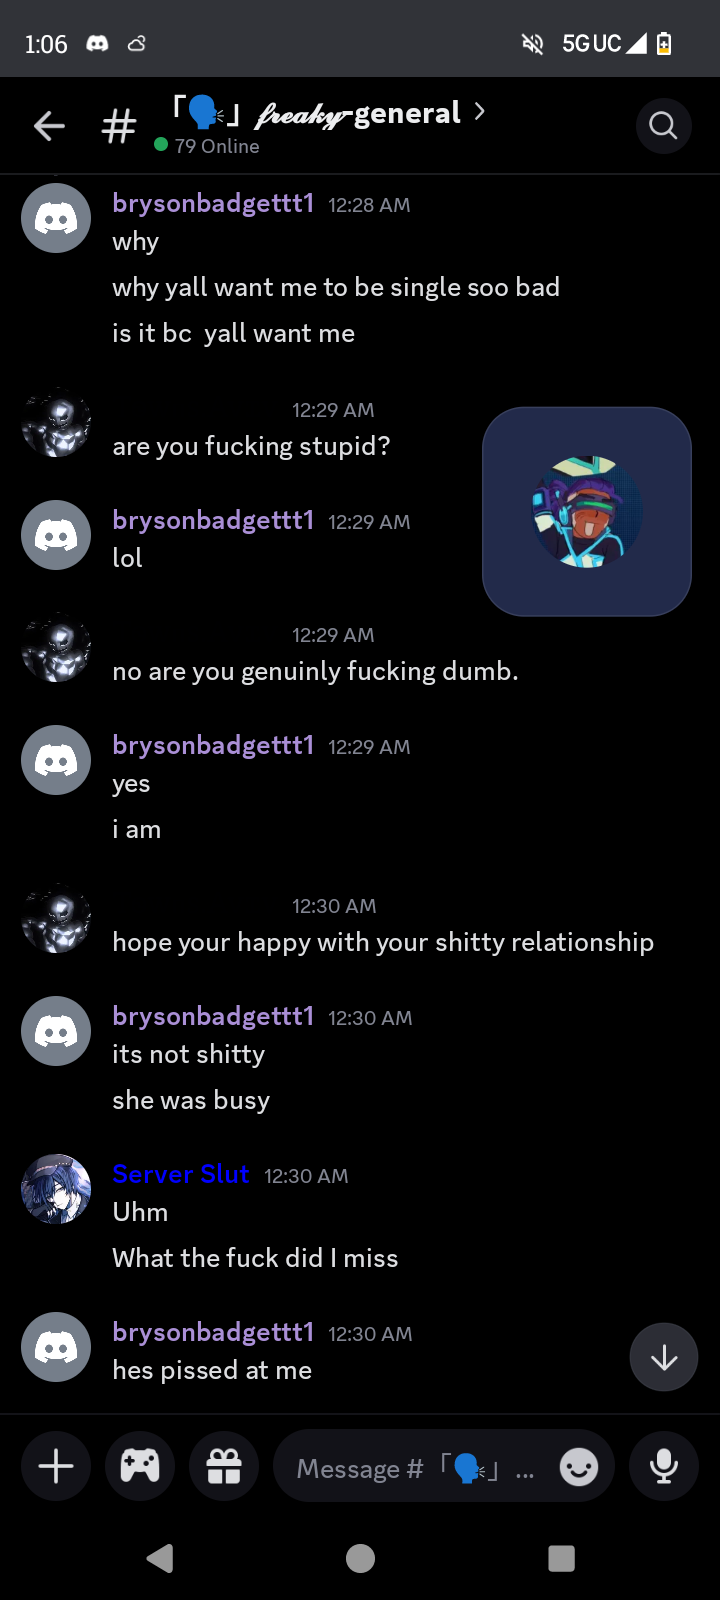 1:06
5G UC
# 「🗣」 𝒻𝓇𝑒𝒶𝓀𝓎-general
79 Online
brysonbadgettt1 12:28 AM
why
why yall want me to be single soo bad
is it bc  yall want me
12:29 AM
are you fucking stupid?
brysonbadgettt1 12:29 AM
lol
12:29 AM
no are you genuinly fucking dumb.
brysonbadgettt1 12:29 AM
yes
i am
12:30 AM
hope your happy with your shitty relationship
brysonbadgettt1 12:30 AM
its not shitty
she was busy
Server Slut 12:30 AM
Uhm
What the fuck did I miss
brysonbadgettt1 12:30 AM
hes pissed at me
Message # 「🗣」 ...